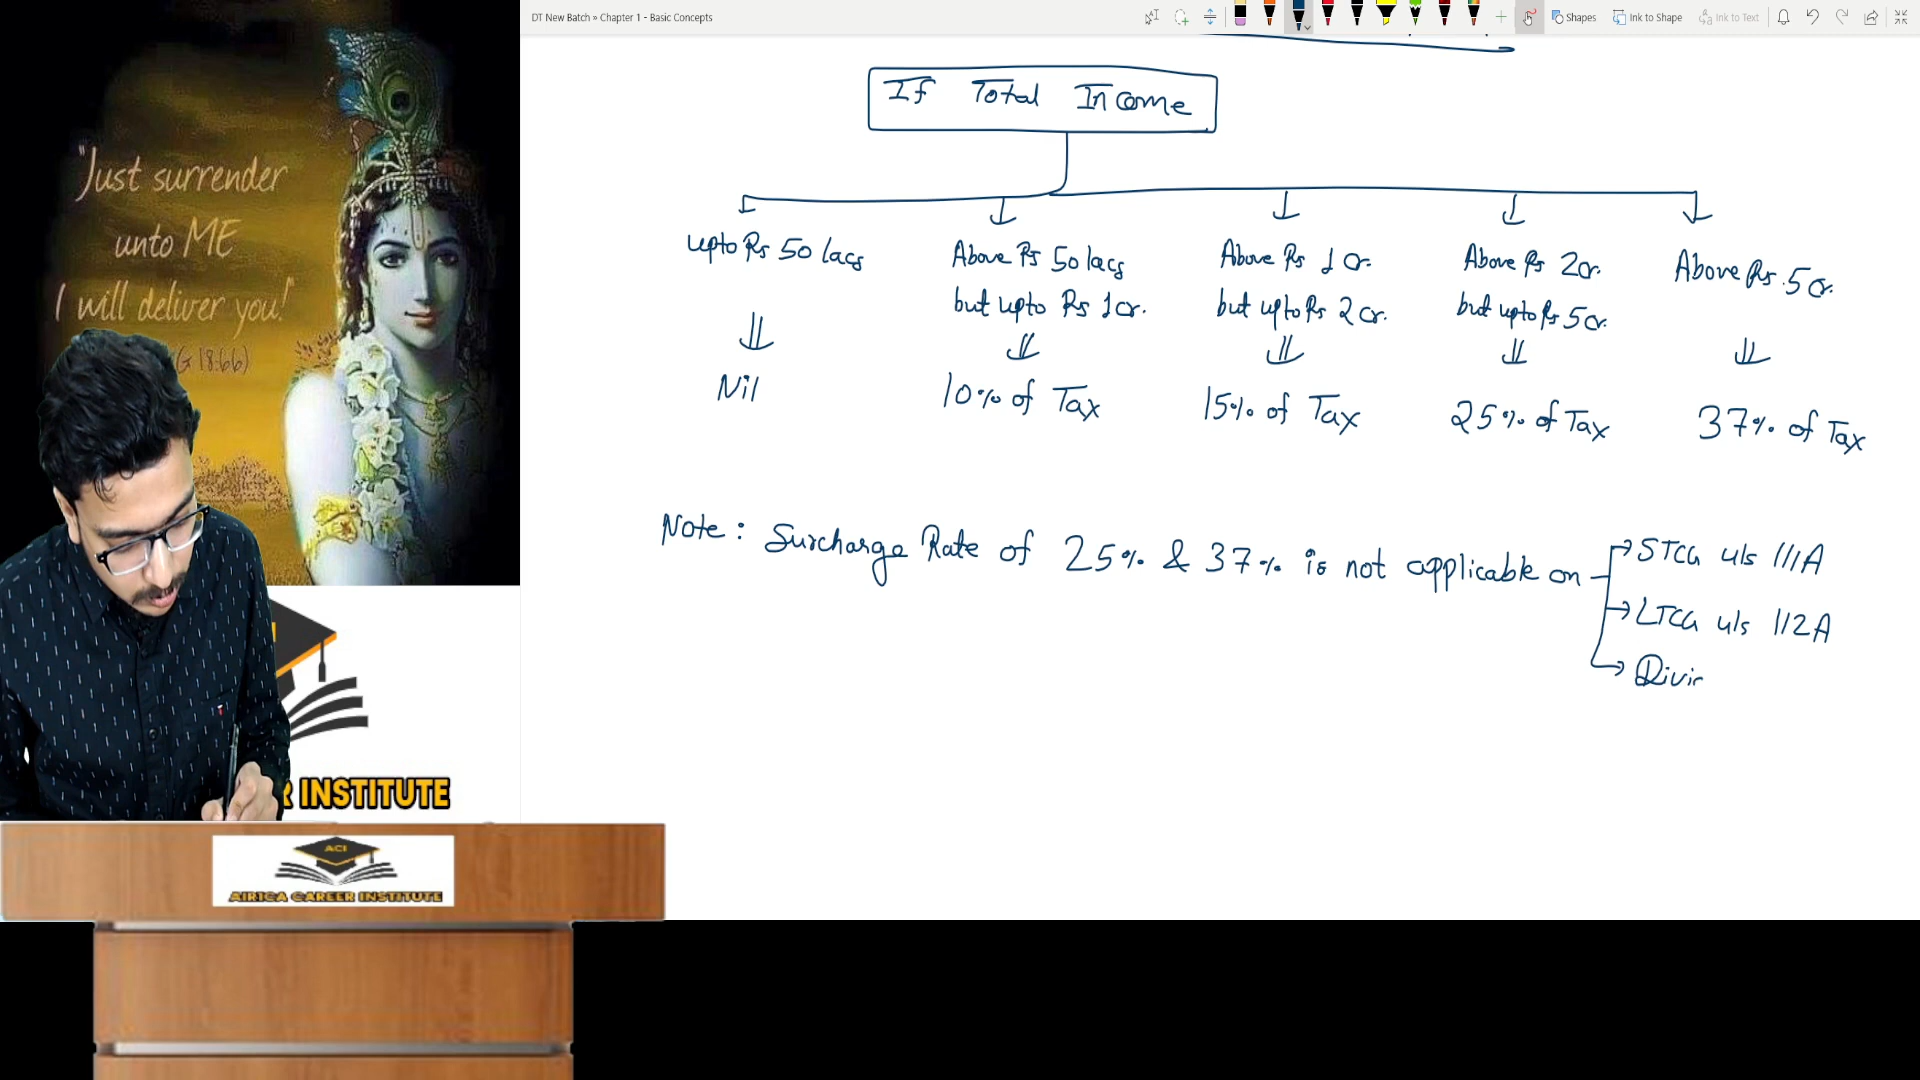 DT New Batch » Chapter 1 - Basic Concepts
Shapes
Ink to Shape
Ink to Text
If Total Income
upto Rs 50 lacs
Nil
Above Rs 50 lacs
but upto Rs 1 cr.
10% of Tax
Above Rs 1 cr.
but upto Rs 2 cr.
15% of Tax
Above Rs 2 cr.
but upto Rs 5 cr.
25% of Tax
Above Rs. 5 cr.
37% of Tax
Note : Surcharge Rate of 25% & 37% is not applicable on
STCG u/s 111A
LTCG u/s 112A
Divi
"Just surrender
unto ME
I will deliver you!"
18:66)
INSTITUTE
ACI
AIRICA CAREER INSTITUTE